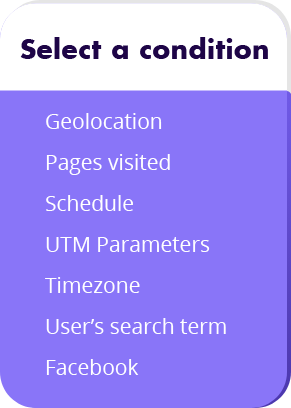 Select a condition
Geolocation
Pages visited
Schedule
UTM Parameters
Timezone
User’s search term
Facebook